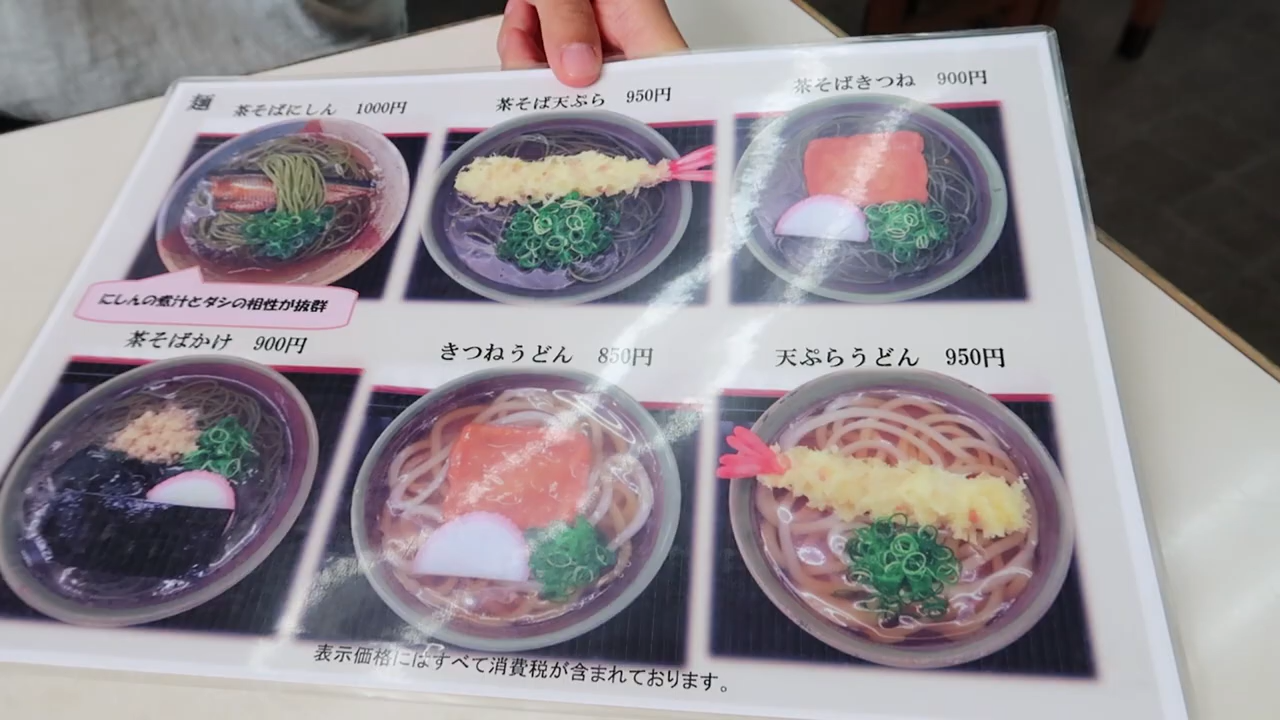 麺
茶そばにしん 1000円
茶そば天ぷら 950円
茶そばきつね 900円
にしんの煮汁とダシの相性が抜群
茶そばかけ 900円
きつねうどん 850円
天ぷらうどん 950円
表示価格にはすべて消費税が含まれております。